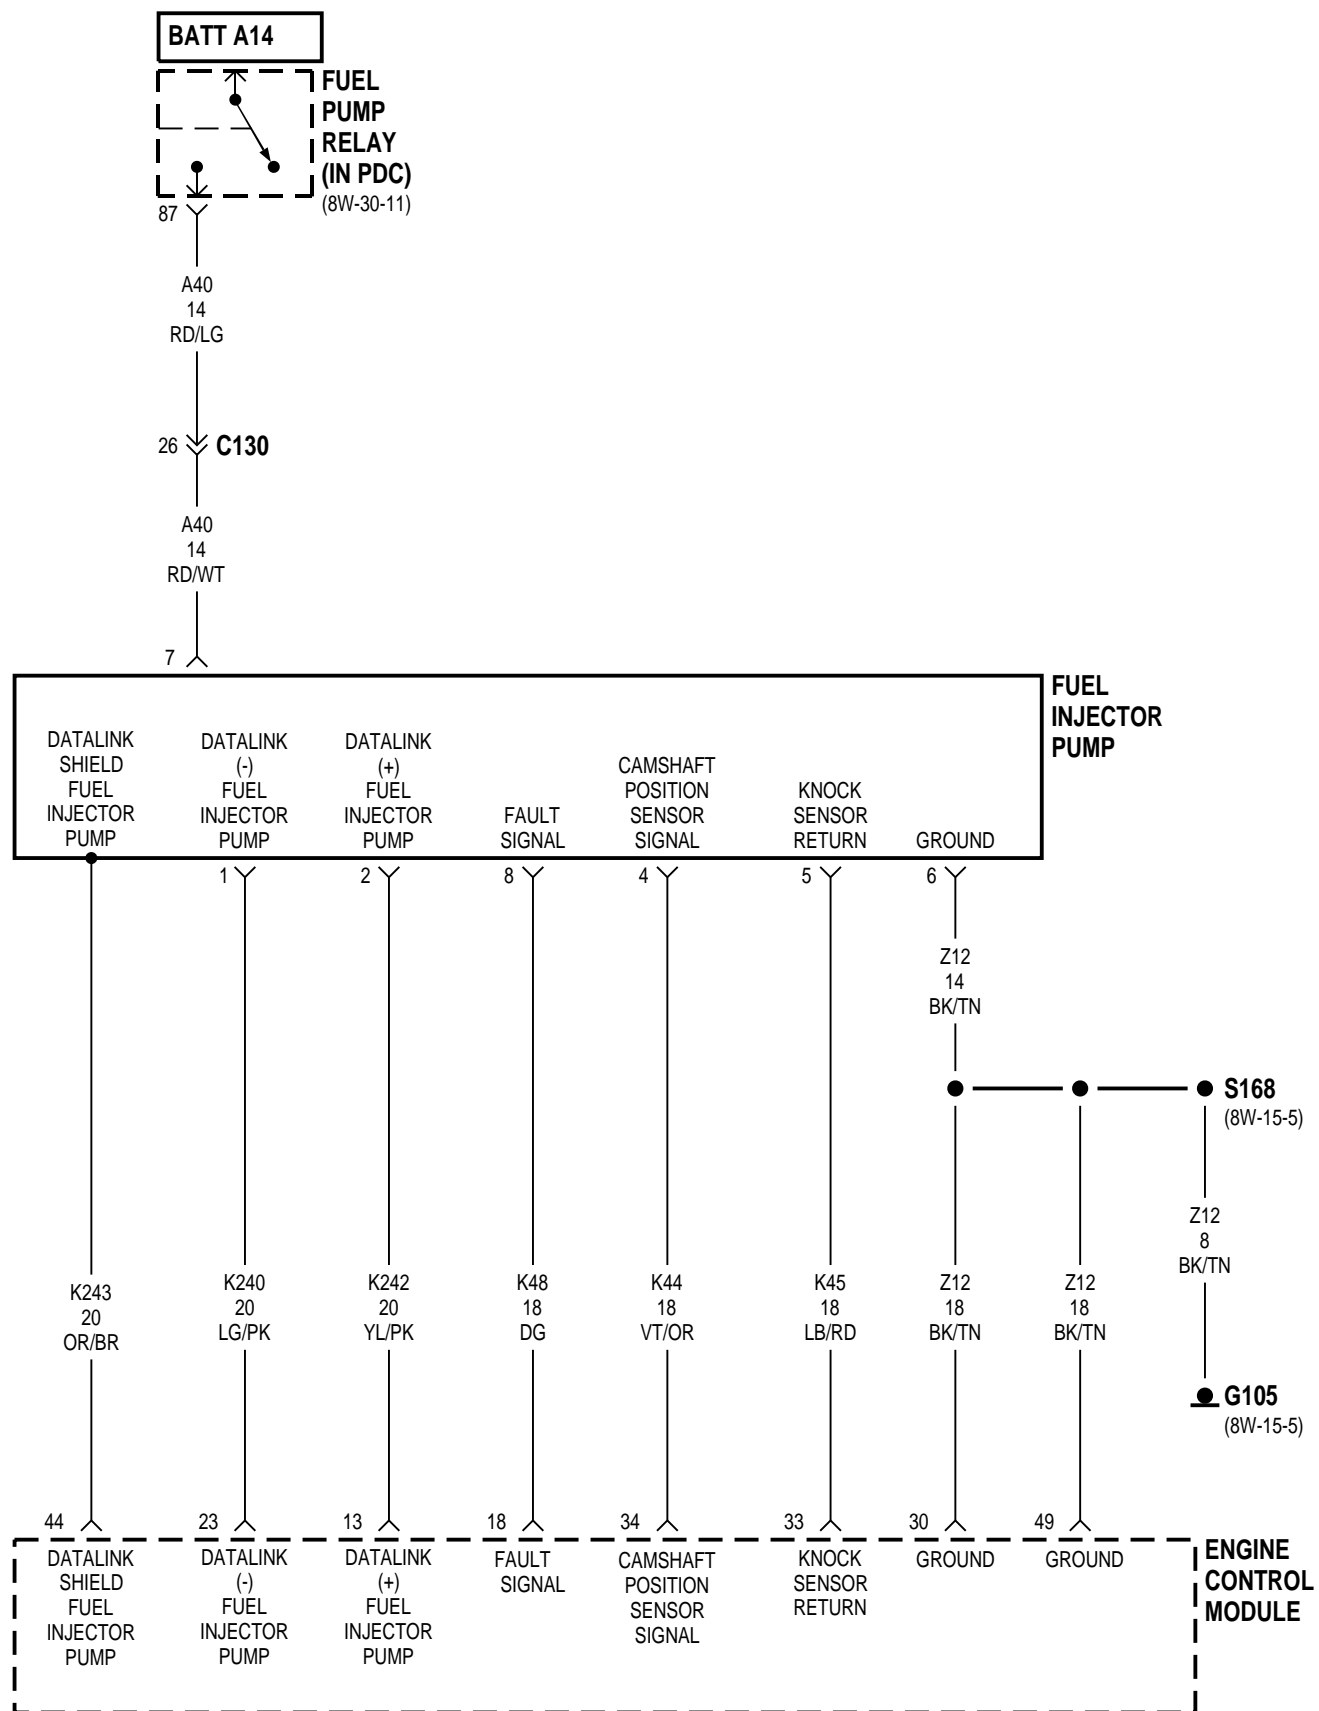 BATT A14
FUEL
PUMP
RELAY
(IN PDC)
(8W-30-11)
87
A40
14
RD/LG
26
C130
A40
14
RD/WT
7
FUEL
INJECTOR
PUMP
DATALINK
SHIELD
FUEL
INJECTOR
PUMP
DATALINK
(-)
FUEL
INJECTOR
PUMP
DATALINK
(+)
FUEL
INJECTOR
PUMP
FAULT
SIGNAL
CAMSHAFT
POSITION
SENSOR
SIGNAL
KNOCK
SENSOR
RETURN
GROUND
1
2
8
4
5
6
Z12
14
BK/TN
S168
(8W-15-5)
Z12
8
BK/TN
K243
20
OR/BR
K240
20
LG/PK
K242
20
YL/PK
K48
18
DG
K44
18
VT/OR
K45
18
LB/RD
Z12
18
BK/TN
Z12
18
BK/TN
G105
(8W-15-5)
44
23
13
18
34
33
30
49
ENGINE
CONTROL
MODULE
DATALINK
SHIELD
FUEL
INJECTOR
PUMP
DATALINK
(-)
FUEL
INJECTOR
PUMP
DATALINK
(+)
FUEL
INJECTOR
PUMP
FAULT
SIGNAL
CAMSHAFT
POSITION
SENSOR
SIGNAL
KNOCK
SENSOR
RETURN
GROUND
GROUND